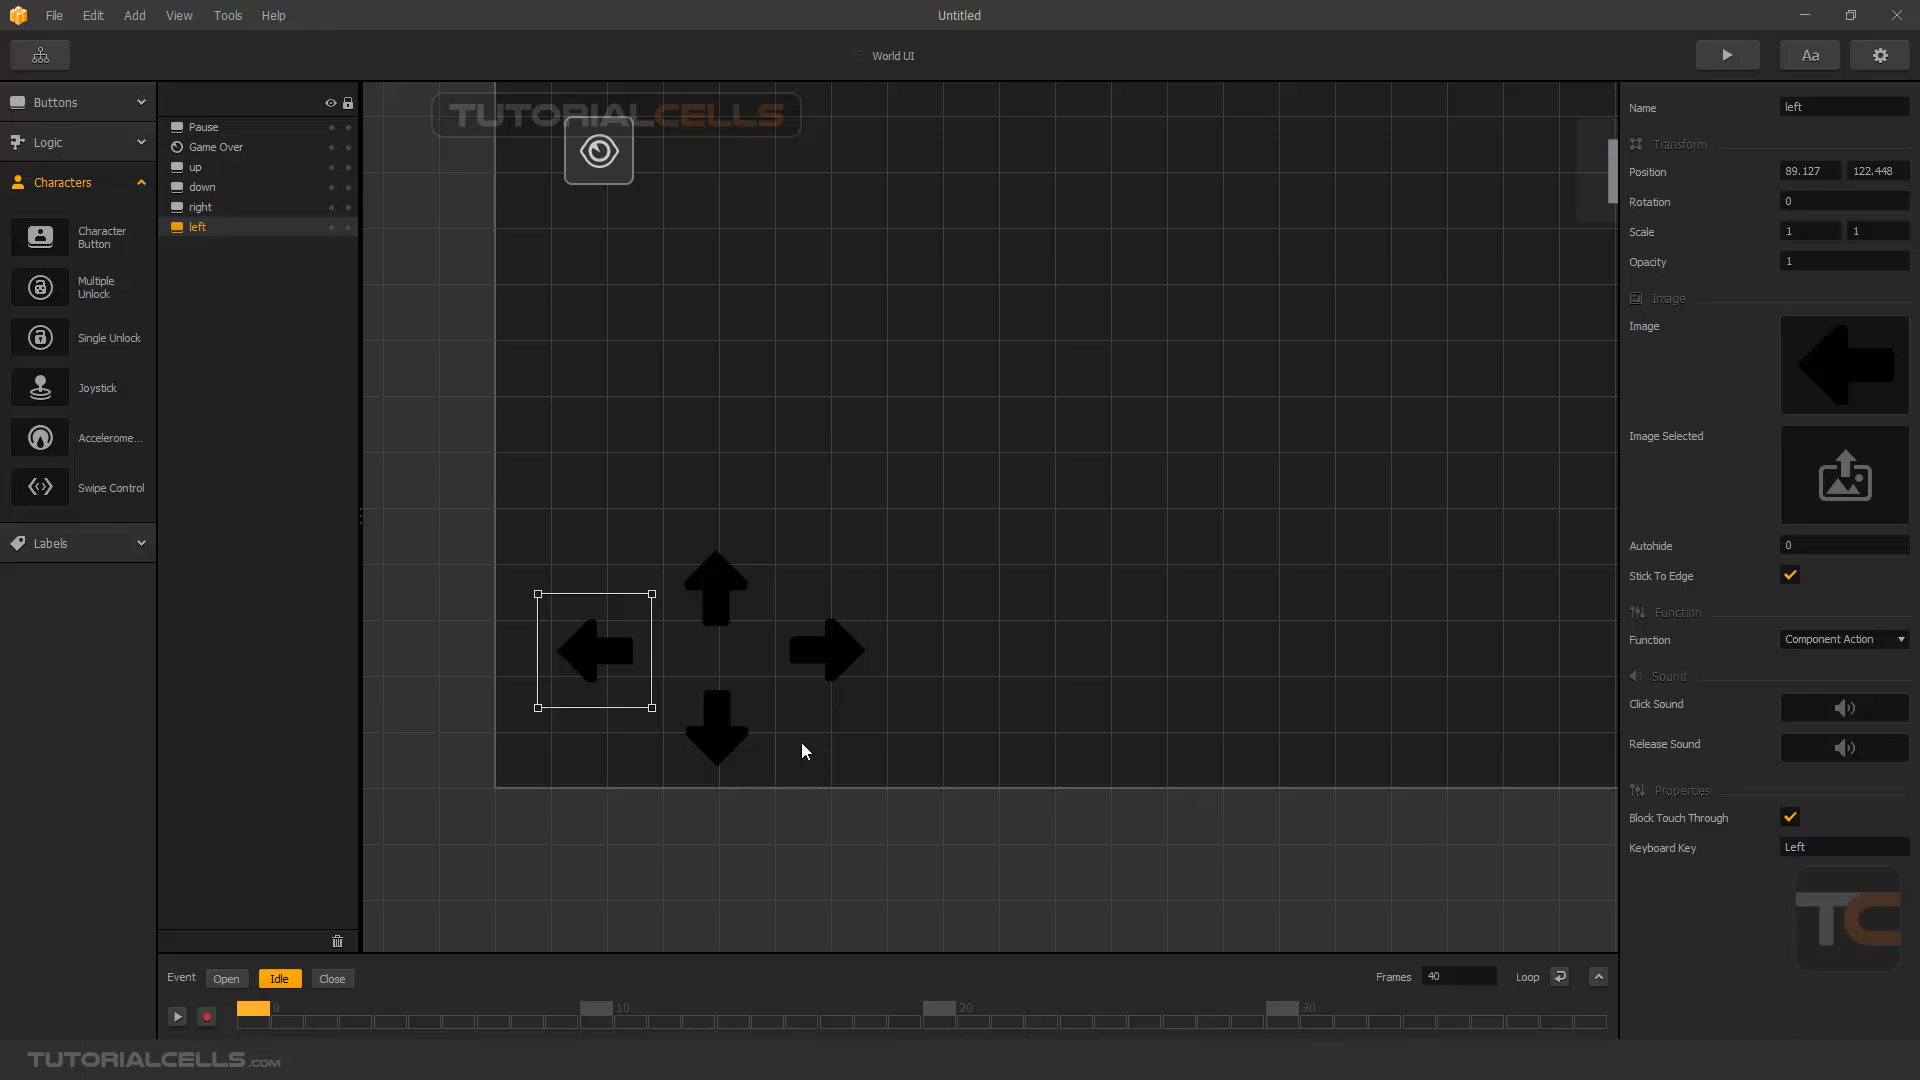 File Edit Add View Tools Help Untitled
World UI Aa
Buttons
Logic
Characters
Character
Button
Multiple
Unlock
Single Unlock
Joystick
Accelerome...
Swipe Control
Labels
Pause
Game Over
up
down
right
left
TUTORIALCELLS
Name left
Transform
Position 89.127 122.448
Rotation 0
Scale 1 1
Opacity 1
Image
Image
Image Selected
Autohide 0
Stick To Edge
Function
Function Component Action
Sound
Click Sound
Release Sound
Properties
Block Touch Through
Keyboard Key Left
TC
Event Open Idle Close Frames 40 Loop
0 10 20 30
TUTORIALCELLS.COM